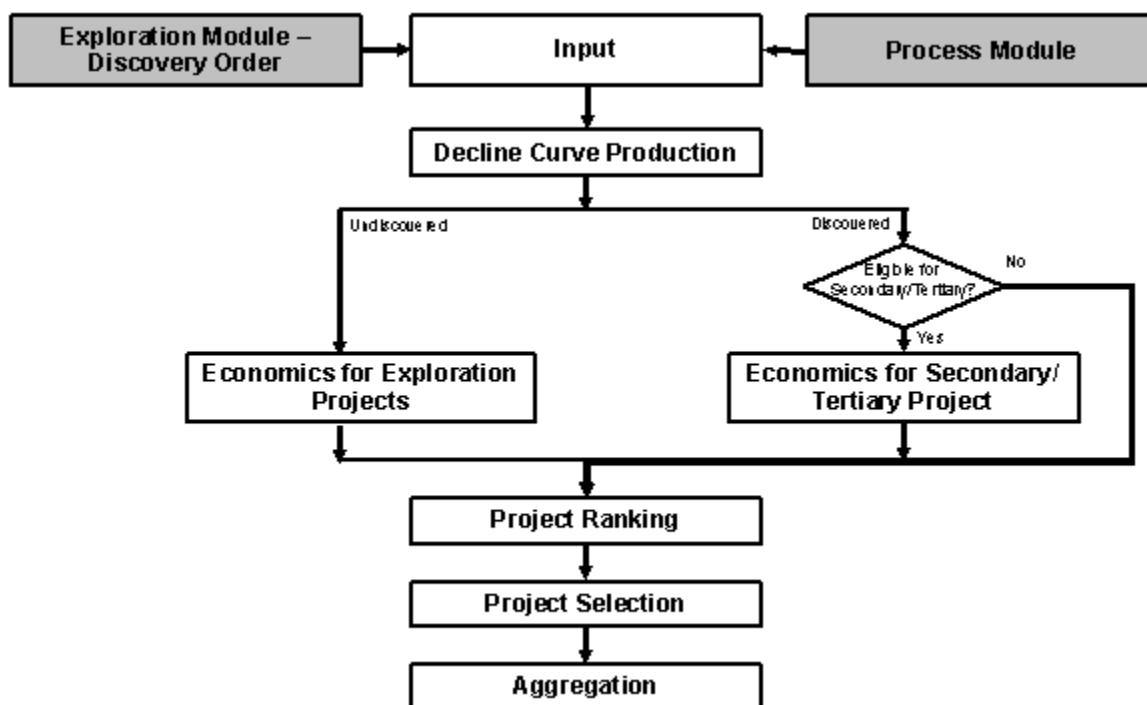 Exploration Module –
Discovery Order
Input
Process Module
Decline Curve Production
Undiscovered
Discovered
Eligible for
Secondary/Tertiary?
No
Yes
Economics for Exploration
Projects
Economics for Secondary/
Tertiary Project
Project Ranking
Project Selection
Aggregation